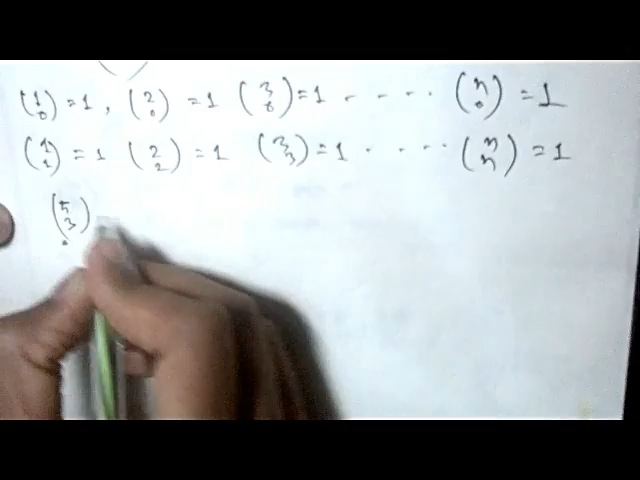 (1 0) = 1, (2 0) = 1 (3 0) = 1 - - - - .. (n 0) = 1
(1 1) = 1 (2 2) = 1 (3 3) = 1 . . . . . (n n) = 1
(5 3)